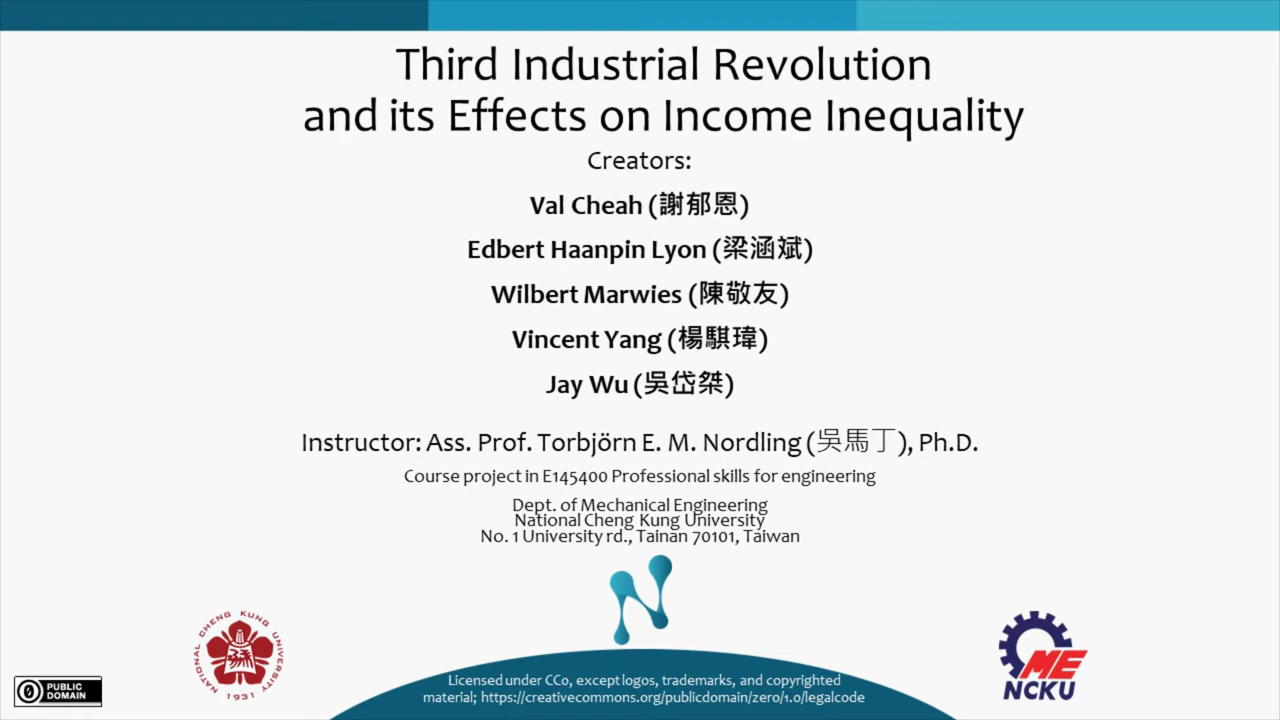 Third Industrial Revolution
and its Effects on Income Inequality
Creators:
Val Cheah (謝郁恩)
Edbert Haanpin Lyon (梁涵斌)
Wilbert Marwies (陳敬友)
Vincent Yang (楊騏瑋)
Jay Wu (吳岱桀)
Instructor: Ass. Prof. Torbjörn E. M. Nordling (吳馬丁), Ph.D.
Course project in E145400 Professional skills for engineering
Dept. of Mechanical Engineering
National Cheng Kung University
No. 1 University rd., Tainan 70101, Taiwan
NATIONAL CHENG KUNG UNIVERSITY
1931
ME
NCKU
PUBLIC
DOMAIN
Licensed under CC0, except logos, trademarks, and copyrighted
material; https://creativecommons.org/publicdomain/zero/1.0/legalcode